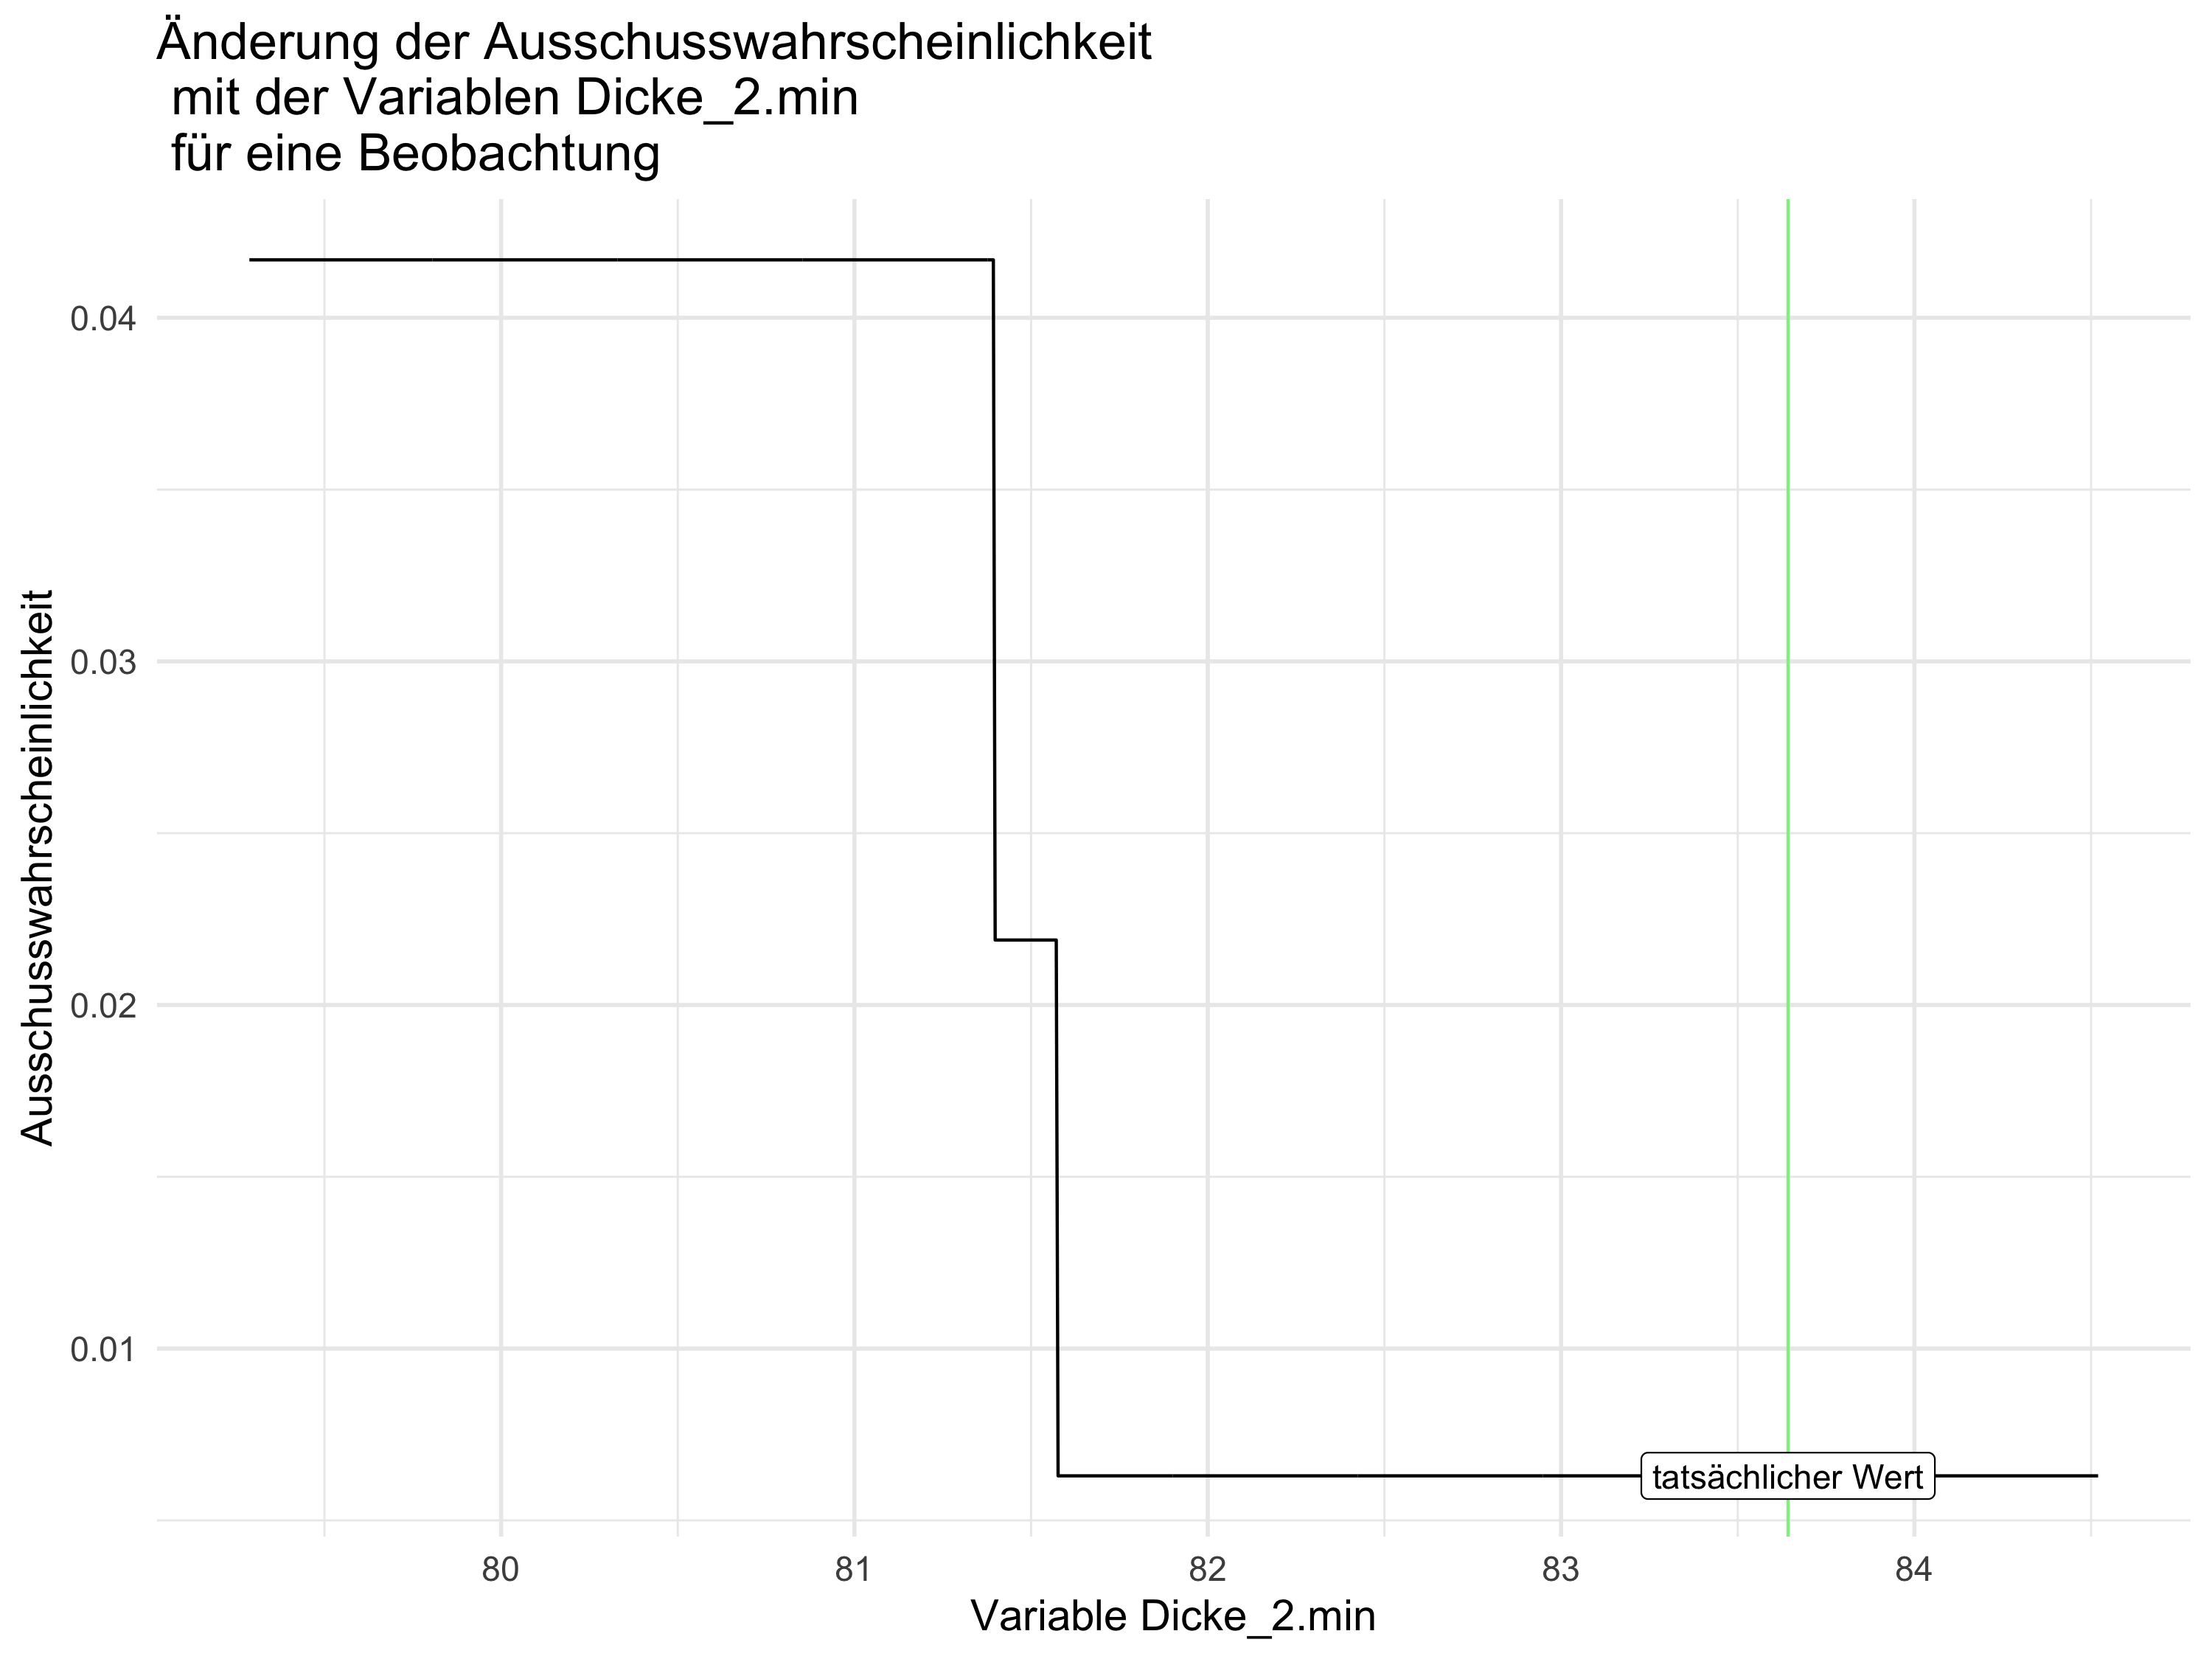 Änderung der Ausschusswahrscheinlichkeit
mit der Variablen Dicke_2.min
für eine Beobachtung
Ausschusswahrscheinlichkeit
0.04
0.03
0.02
0.01
tatsächlicher Wert
80 81 82 83 84
Variable Dicke_2.min